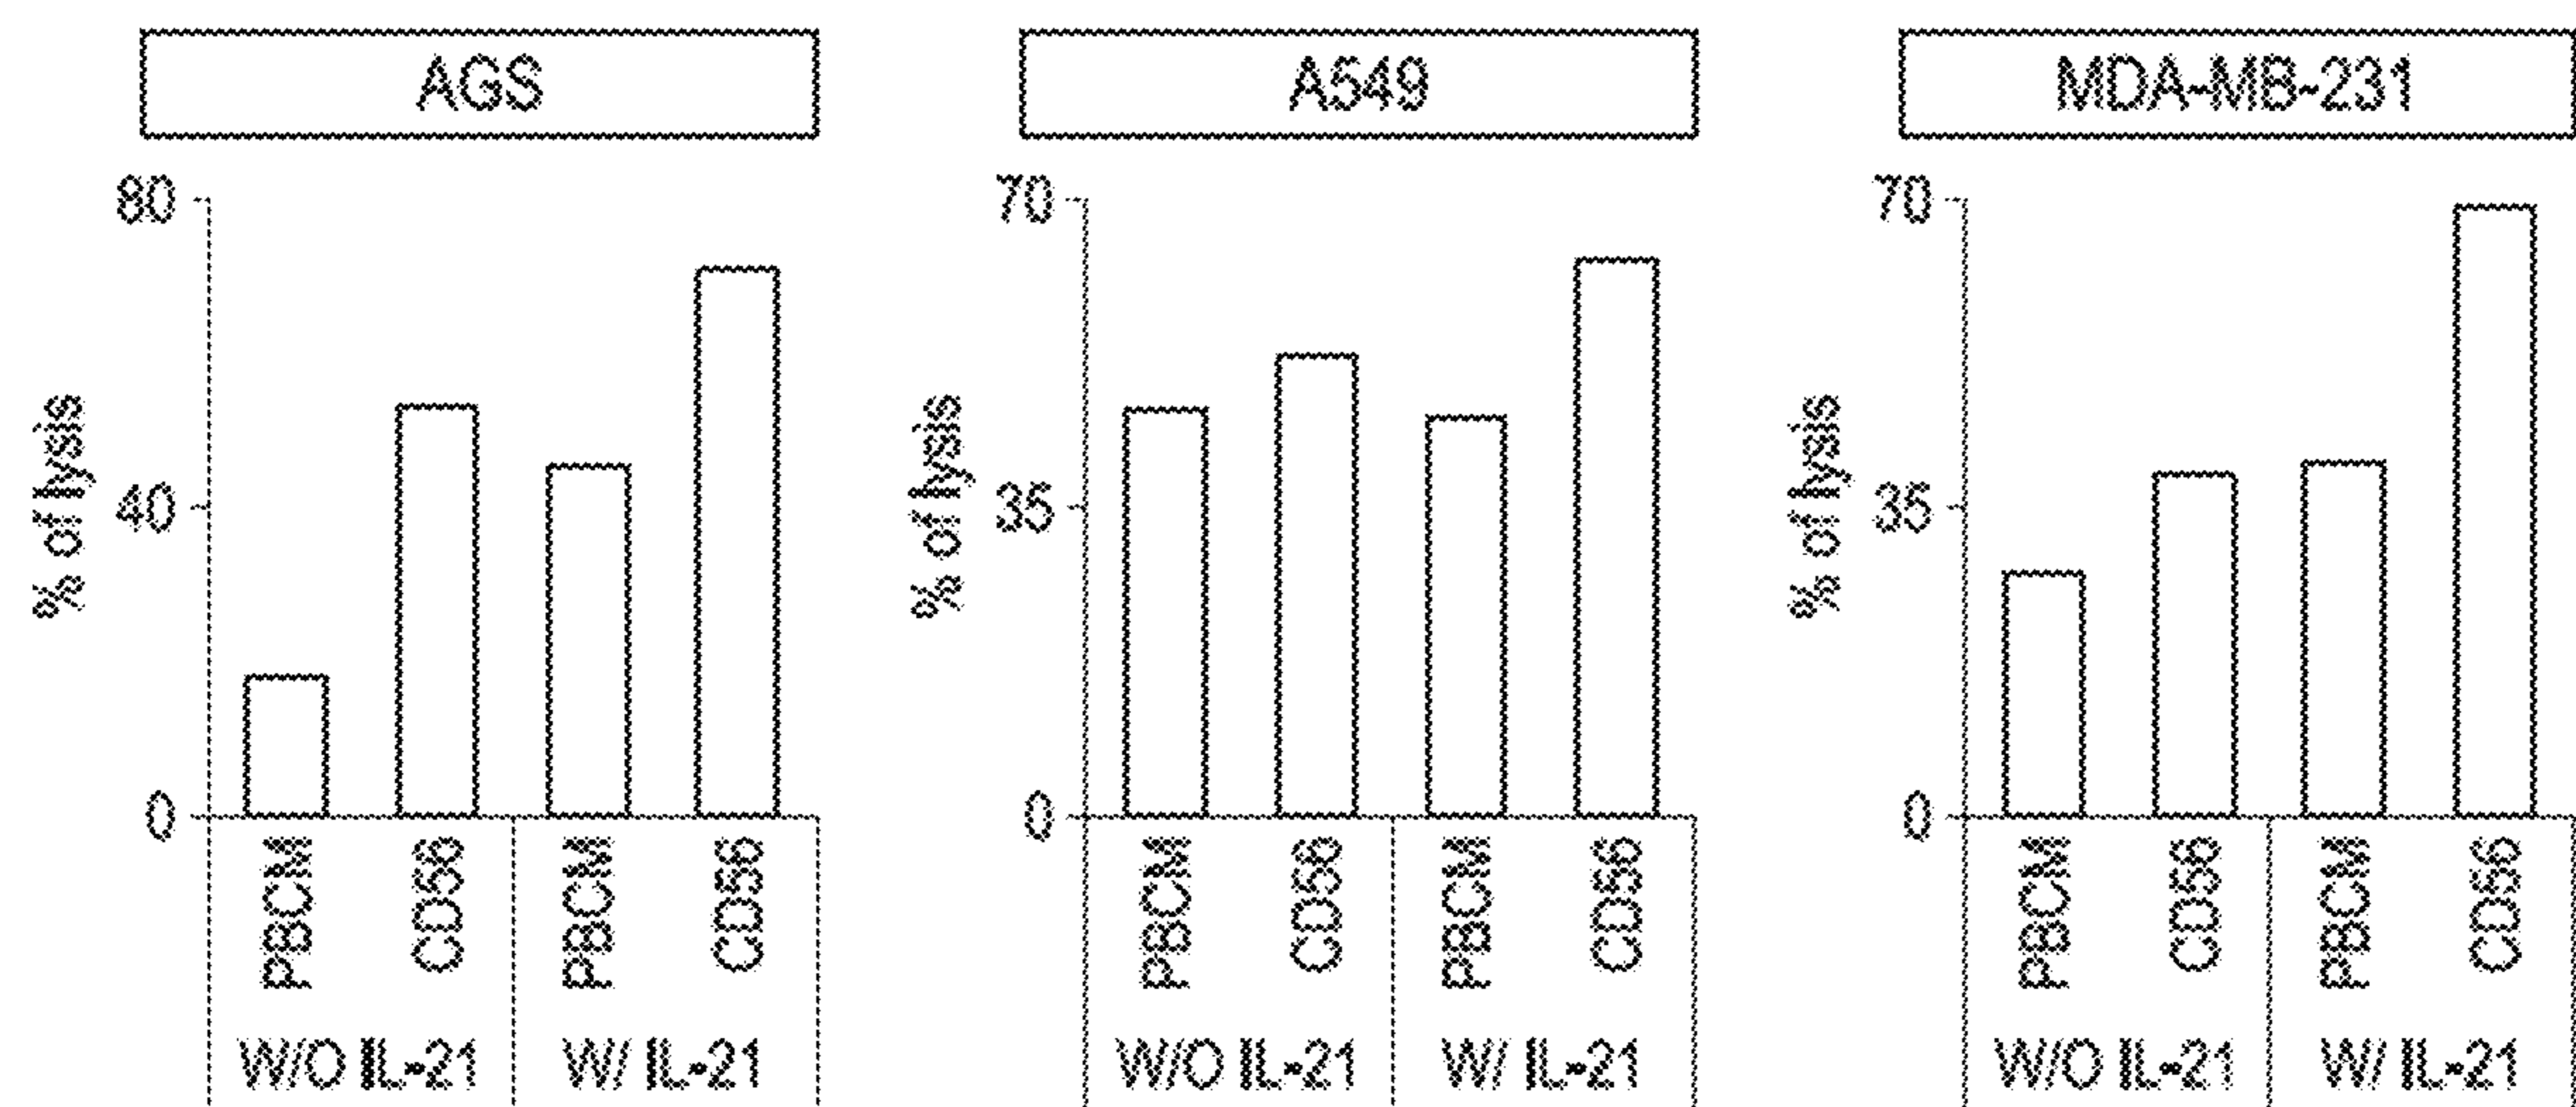 AGS
80
40
0
% of lysis
PBCM
CD56
PBCM
CD56
W/O IL-21
W/ IL-21
A549
70
35
0
% of lysis
PBCM
CD56
PBCM
CD56
W/O IL-21
W/ IL-21
MDA-MB-231
70
35
0
% of lysis
PBCM
CD56
PBCM
CD56
W/O IL-21
W/ IL-21